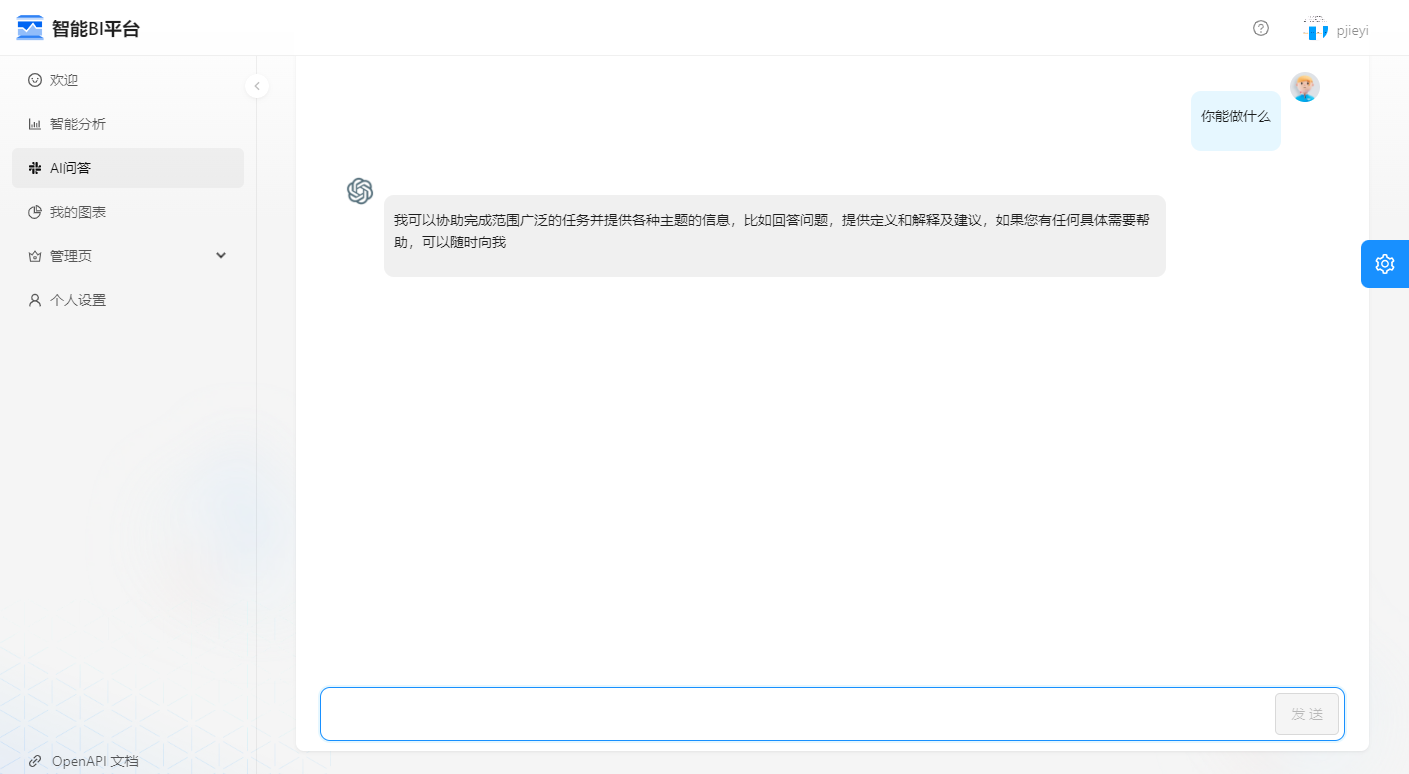 智能BI平台
pjieyi
欢迎
智能分析
AI问答
我的图表
管理页
个人设置
OpenAPI 文档
你能做什么
我可以协助完成范围广泛的任务并提供各种主题的信息，比如回答问题，提供定义和解释及建议，如果您有任何具体需要帮
助，可以随时向我
发 送